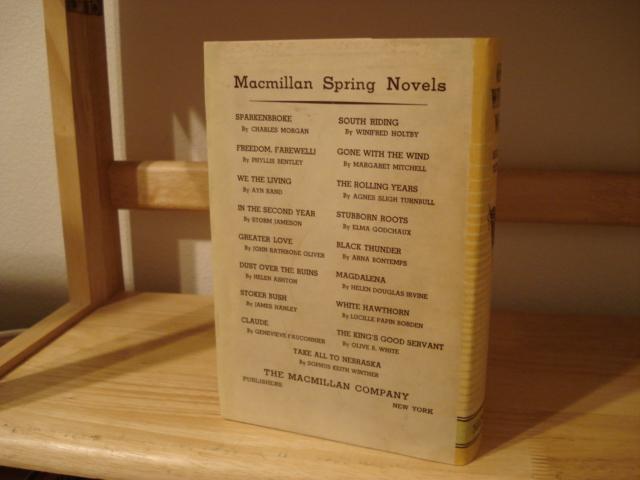 Macmillan Spring Novels
SPARKENBROKE
By CHARLES MORGAN
FREEDOM, FAREWELL!
By PHYLLIS BENTLEY
WE THE LIVING
By AYN RAND
IN THE SECOND YEAR
By STORM JAMESON
GREATER LOVE
By JOHN RATHBONE OLIVER
DUST OVER THE RUINS
By HELEN ASHTON
STOKER BUSH
By JAMES HANLEY
CLAUDE
By GENEVIEVE FAUCONNIER
SOUTH RIDING
By WINIFRED HOLTBY
GONE WITH THE WIND
By MARGARET MITCHELL
THE ROLLING YEARS
By AGNES SLIGH TURNBULL
STUBBORN ROOTS
By ELMA GODCHAUX
BLACK THUNDER
By ARNA BONTEMPS
MAGDALENA
By HELEN DOUGLAS IRVINE
WHITE HAWTHORN
By LUCILLE PAPIN BORDEN
THE KING'S GOOD SERVANT
By OLIVE B. WHITE
TAKE ALL TO NEBRASKA
By SOPHUS KEITH WINTHER
THE MACMILLAN COMPANY
PUBLISHERS
NEW YORK